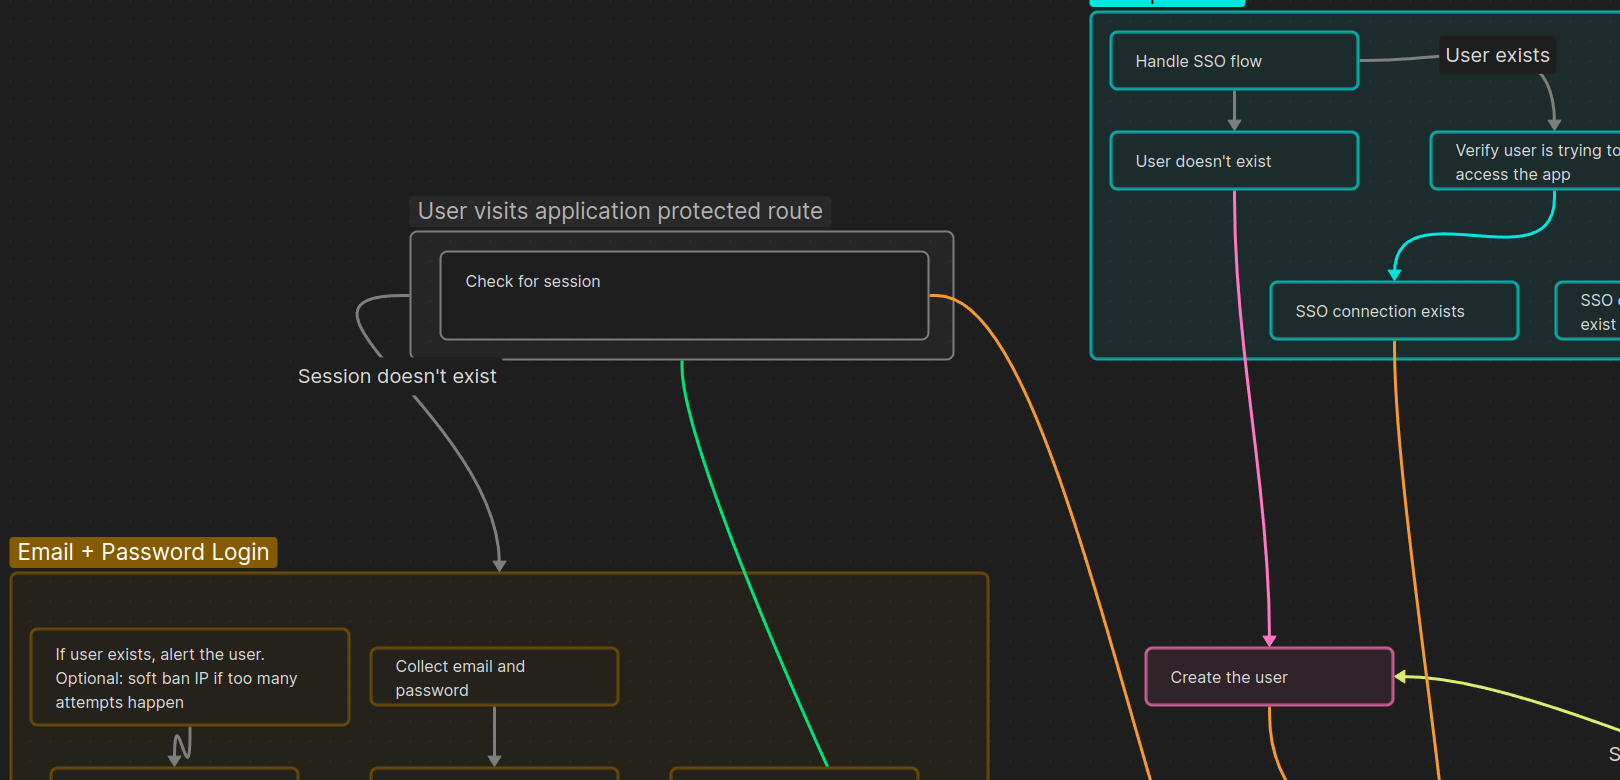 Handle SSO flow
User exists
User doesn't exist
Verify user is trying to
access the app
User visits application protected route
Check for session
SSO connection exists
SSO
exist
Session doesn't exist
Email + Password Login
If user exists, alert the user.
Optional: soft ban IP if too many
attempts happen
Collect email and
password
Create the user